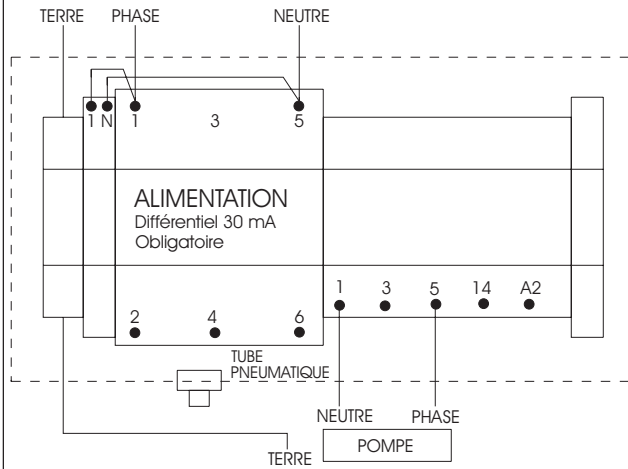 TERRE PHASE NEUTRE
1 N 1 3 5
ALIMENTATION
Différentiel 30 mA
Obligatoire
1 3 5 14 A2
2 4 6
TUBE
PNEUMATIQUE
NEUTRE PHASE
POMPE
TERRE